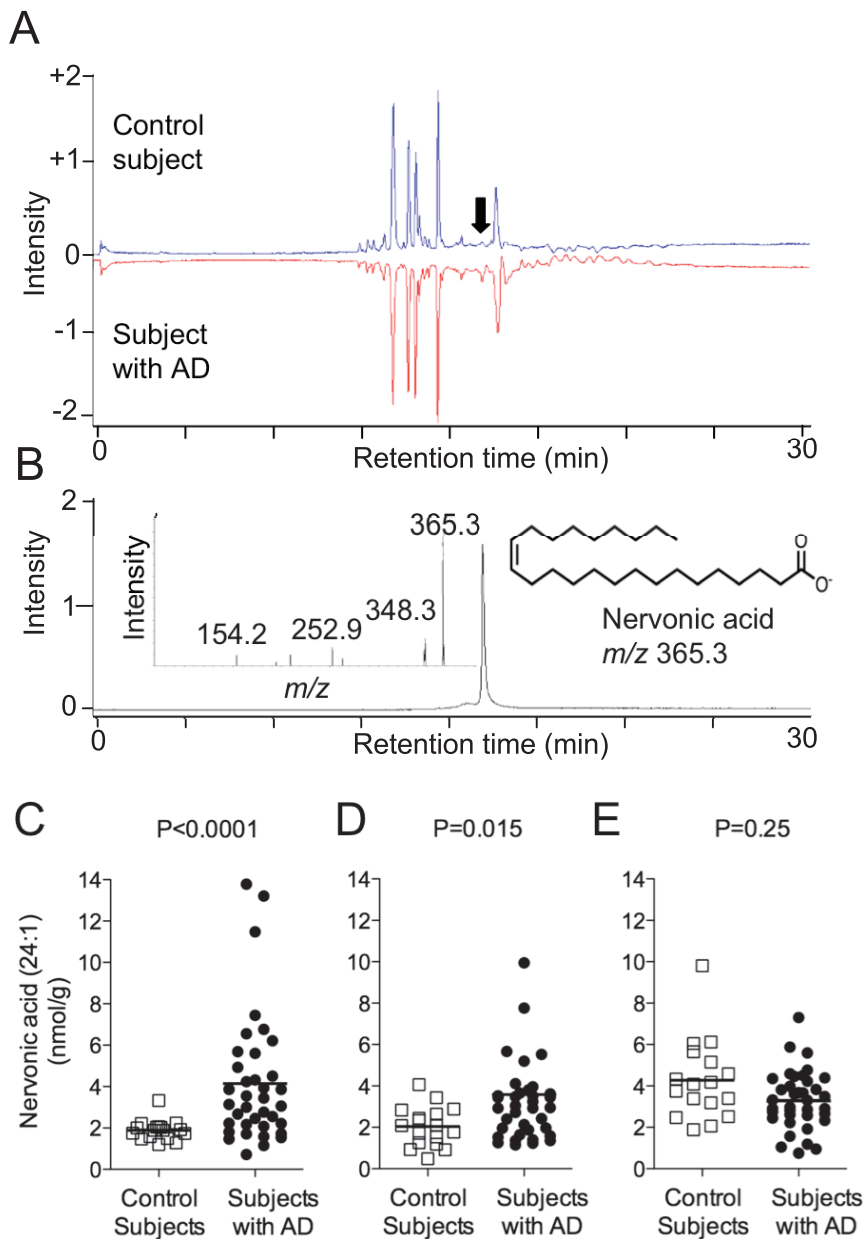 A
+2
+1
0
-1
-2
Intensity
Control
subject
Subject
with AD
0
30
Retention time (min)
B
2
1
0
Intensity
Intensity
154.2
252.9
348.3
365.3
m/z
O
O-
Nervonic acid
m/z 365.3
0
30
Retention time (min)
C
P<0.0001
Nervonic acid (24:1)
(nmol/g)
14
12
10
8
6
4
2
0
Control
Subjects
Subjects
with AD
D
P=0.015
14
12
10
8
6
4
2
0
Control
Subjects
Subjects
with AD
E
P=0.25
14
12
10
8
6
4
2
0
Control
Subjects
Subjects
with AD